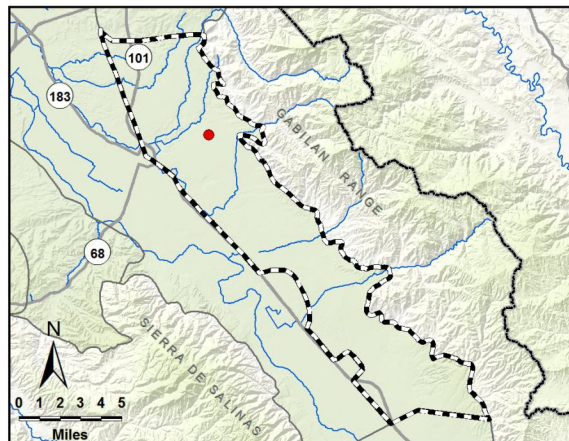 101
183
GABILAN RANGE
68
SIERRA DE SALINAS
N
0 1 2 3 4 5
Miles